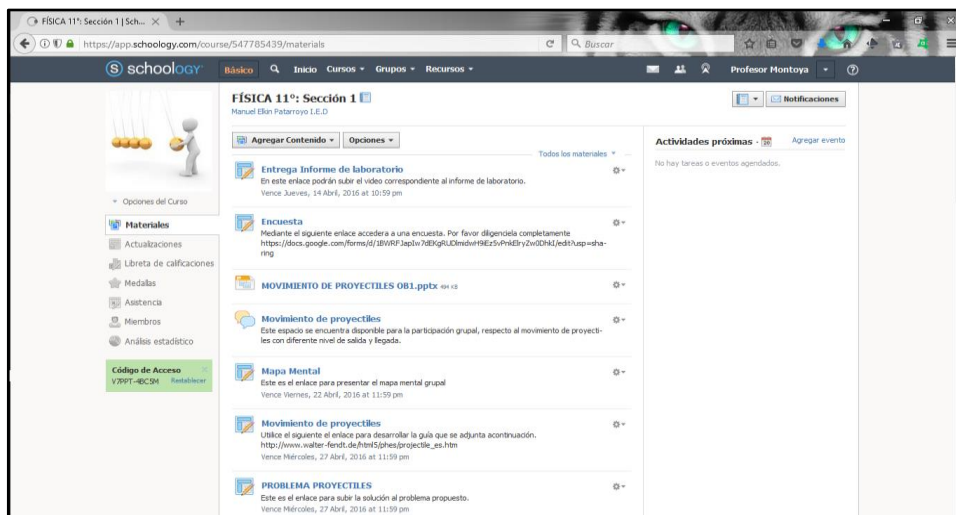 FÍSICA 11°: Sección 1 | Sch...
https://app.schoology.com/course/547785439/materials
Buscar
S schoology
Básico
Inicio Cursos Grupos Recursos
Profesor Montoya
FÍSICA 11°: Sección 1
Manuel Elkin Patarroyo I.E.D
Notificaciones
Agregar Contenido
Opciones
Todos los materiales
Entrega Informe de laboratorio
En este enlace podrán subir el video correspondiente al informe de laboratorio.
Vence Jueves, 14 Abril, 2016 at 10:59 pm
Encuesta
Mediante el siguiente enlace accedera a una encuesta. Por favor diligenciela completamente
ring
MOVIMIENTO DE PROYECTILES OB1.pptx 494 KB
Movimiento de proyectiles
Este espacio se encuentra disponible para la participación grupal, respecto al movimiento de proyecti-
les con diferente nivel de salida y llegada.
Mapa Mental
Este es el enlace para presentar el mapa mental grupal
Vence Viernes, 22 Abril, 2016 at 11:59 pm
Movimiento de proyectiles
Utilice el siguiente el enlace para desarrollar la guía que se adjunta acontinuación.
http://www.walter-fendt.de/html5/phes/projectile_es.htm
Vence Miércoles, 27 Abril, 2016 at 11:59 pm
PROBLEMA PROYECTILES
Este es el enlace para subir la solución al problema propuesto.
Vence Miércoles, 27 Abril, 2016 at 11:59 pm
Opciones del Curso
Materiales
Actualizaciones
Libreta de calificaciones
Medallas
Asistencia
Miembros
Análisis estadístico
Código de Acceso
V7PPT-4BC5M Restablecer
Actividades próximas
Agregar evento
No hay tareas o eventos agendados.